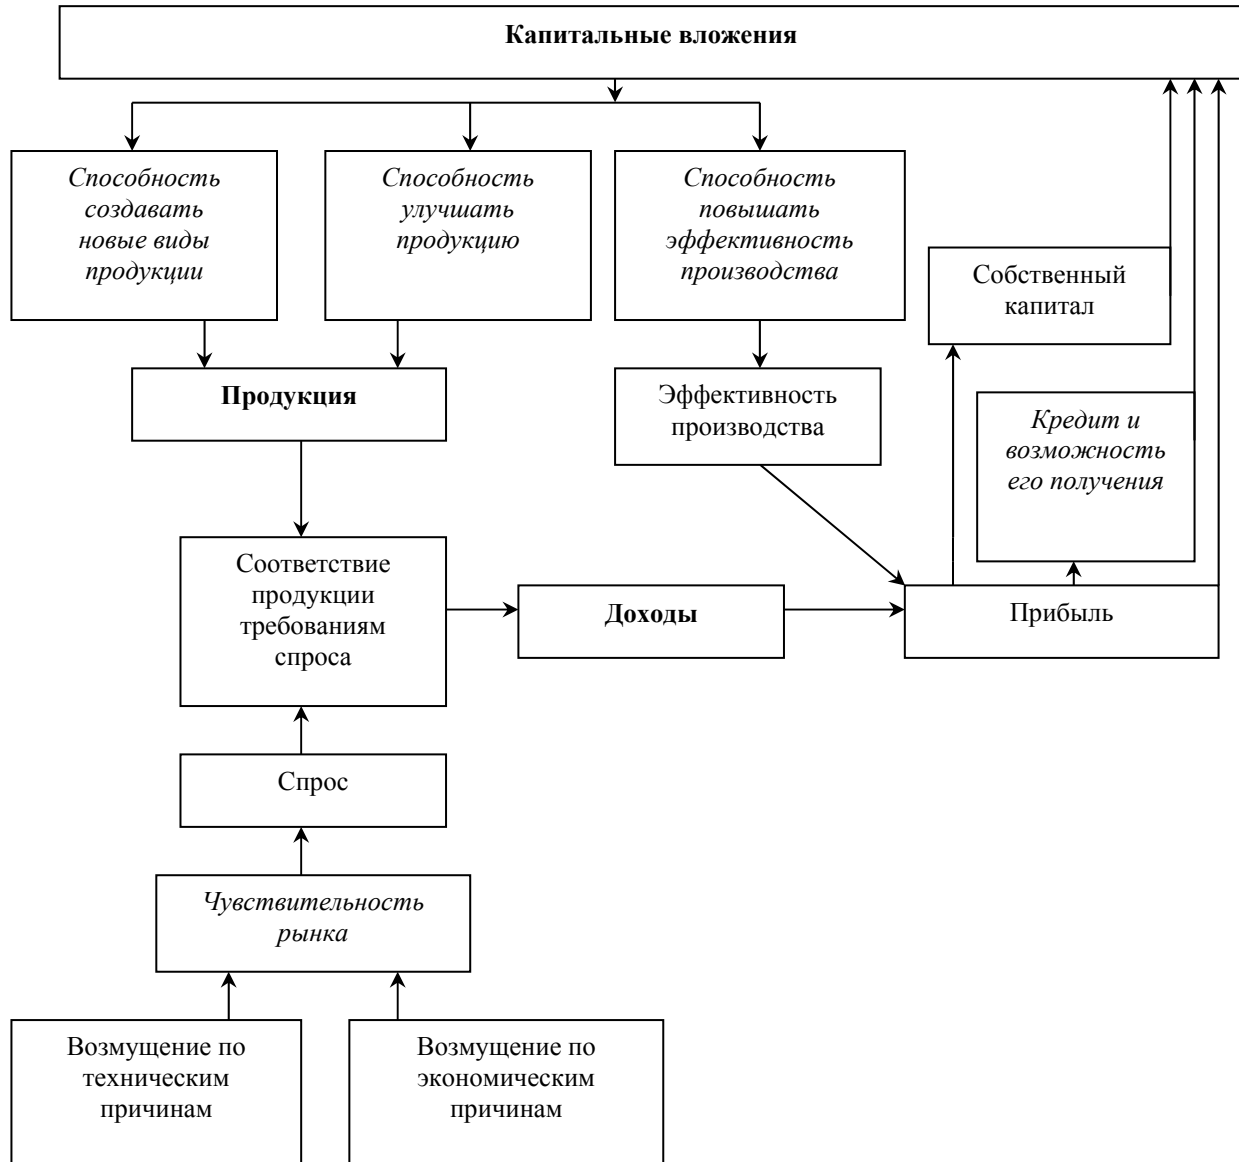 Капитальные вложения
Способность
создавать
новые виды
продукции
Способность
улучшать
продукцию
Способность
повышать
эффективность
производства
Собственный
капитал
Продукция
Эффективность
производства
Кредит и
возможность
его получения
Соответствие
продукции
требованиям
спроса
Доходы
Прибыль
Спрос
Чувствительность
рынка
Возмущение по
техническим
причинам
Возмущение по
экономическим
причинам